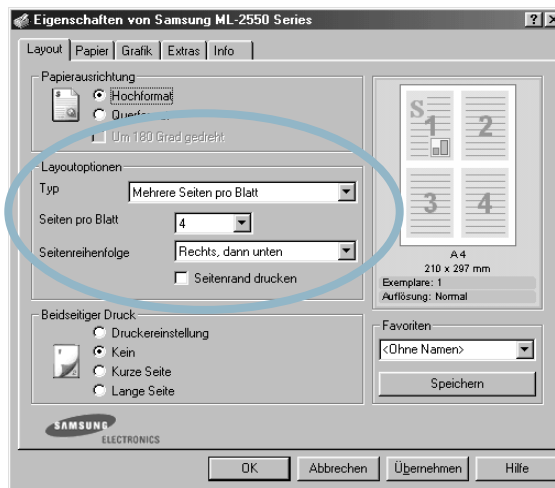 Eigenschaften von Samsung ML-2550 Series
Layout Papier Grafik Extras Info
Papierausrichtung
Hochformat
Querformat
Um 180 Grad gedreht
Layoutoptionen
Typ Mehrere Seiten pro Blatt
Seiten pro Blatt 4
Seitenreihenfolge Rechts, dann unten
Seitenrand drucken
Beidseitiger Druck
Druckereinstellung
Kein
Kurze Seite
Lange Seite
S
1 2
3 4
A4
210 x 297 mm
Exemplare: 1
Auflösung: Normal
Favoriten
<Ohne Namen>
Speichern
SAMSUNG
ELECTRONICS
OK Abbrechen Übernehmen Hilfe